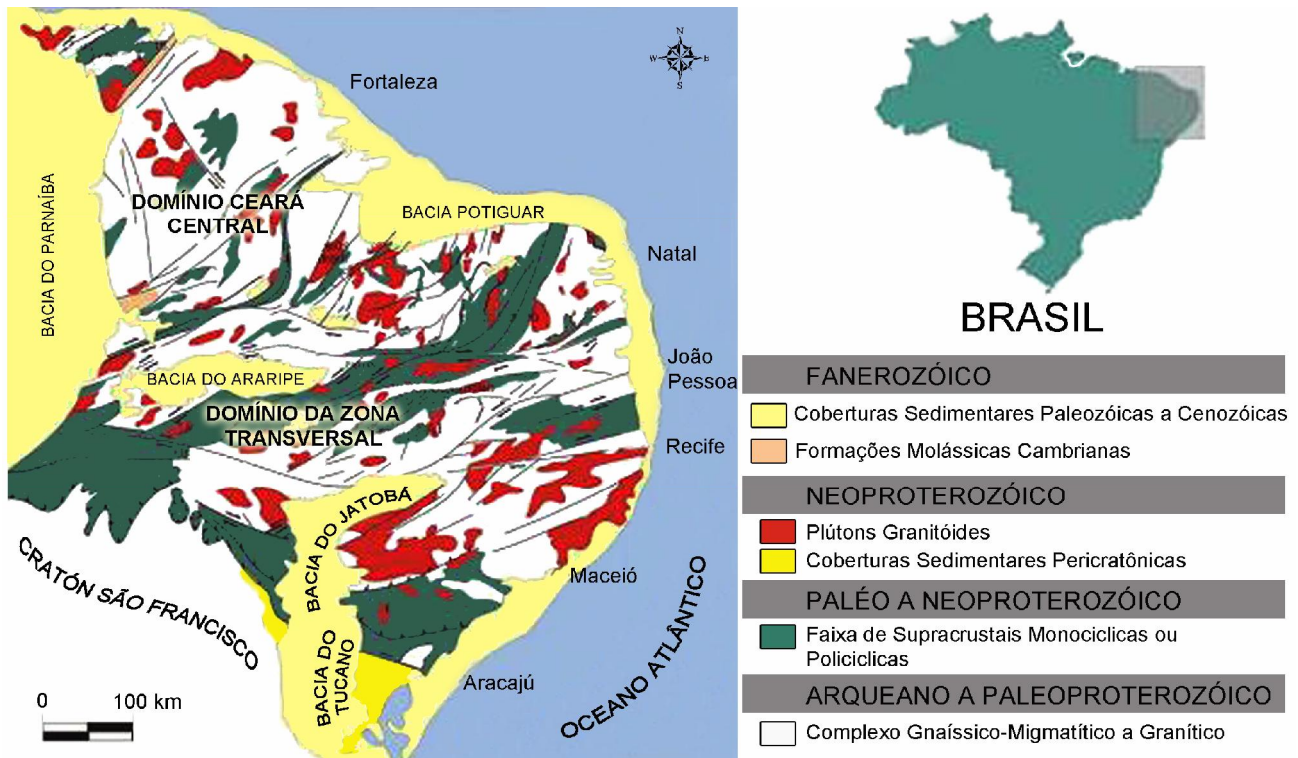 N
W
E
S
Fortaleza
DOMÍNIO CEARÁ
CENTRAL
BACIA DO PARNAÍBA
BACIA POTIGUAR
Natal
João
Pessoa
BACIA DO ARARIPE
DOMÍNIO DA ZONA
TRANSVERSAL
Recife
BACIA DO JATOBÁ
CRATÓN SÃO FRANCISCO
Maceió
BACIA DO
TUCANO
Aracajú
OCEANO ATLÂNTICO
0 100 km
BRASIL
FANEROZÓICO
Coberturas Sedimentares Paleozóicas a Cenozóicas
Formações Molássicas Cambrianas
NEOPROTEROZÓICO
Plútons Granitóides
Coberturas Sedimentares Pericratônicas
PALÉO A NEOPROTEROZÓICO
Faixa de Supracrustais Monociclicas ou
Policiclicas
ARQUEANO A PALEOPROTEROZÓICO
Complexo Gnaíssico-Migmatítico a Granítico